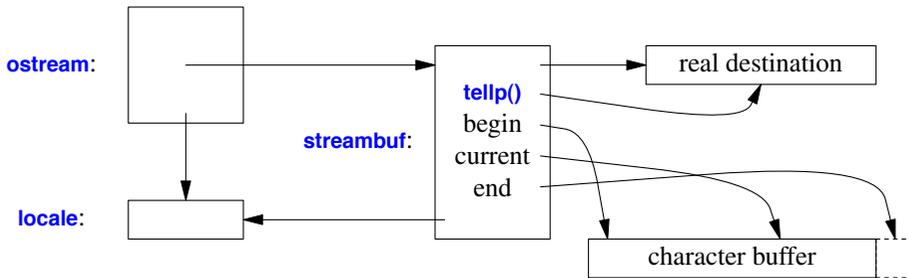 ostream:
real destination
tellp()
begin
streambuf:
current
end
locale:
character buffer